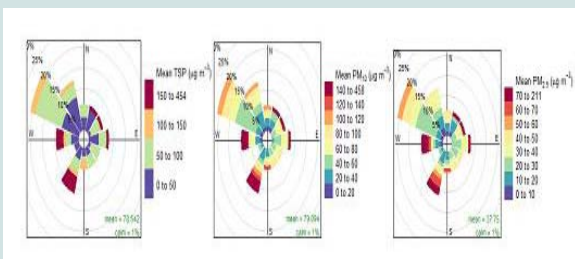 Mean TSP (µg m⁻³)
150 to 454
100 to 150
50 to 100
0 to 50
25%
20%
15%
10%
N
W
E
S
calm = 1%
Mean PM₁₀ (µg m⁻³)
140 to 458
120 to 140
100 to 120
80 to 100
60 to 80
40 to 60
20 to 40
0 to 20
25%
20%
15%
10%
5%
N
W
E
S
calm = 1%
Mean PM₂.₅ (µg m⁻³)
70 to 211
60 to 70
50 to 60
40 to 50
30 to 40
20 to 30
10 to 20
0 to 10
25%
20%
15%
10%
N
W
E
S
mean = 37.75
calm = 1%